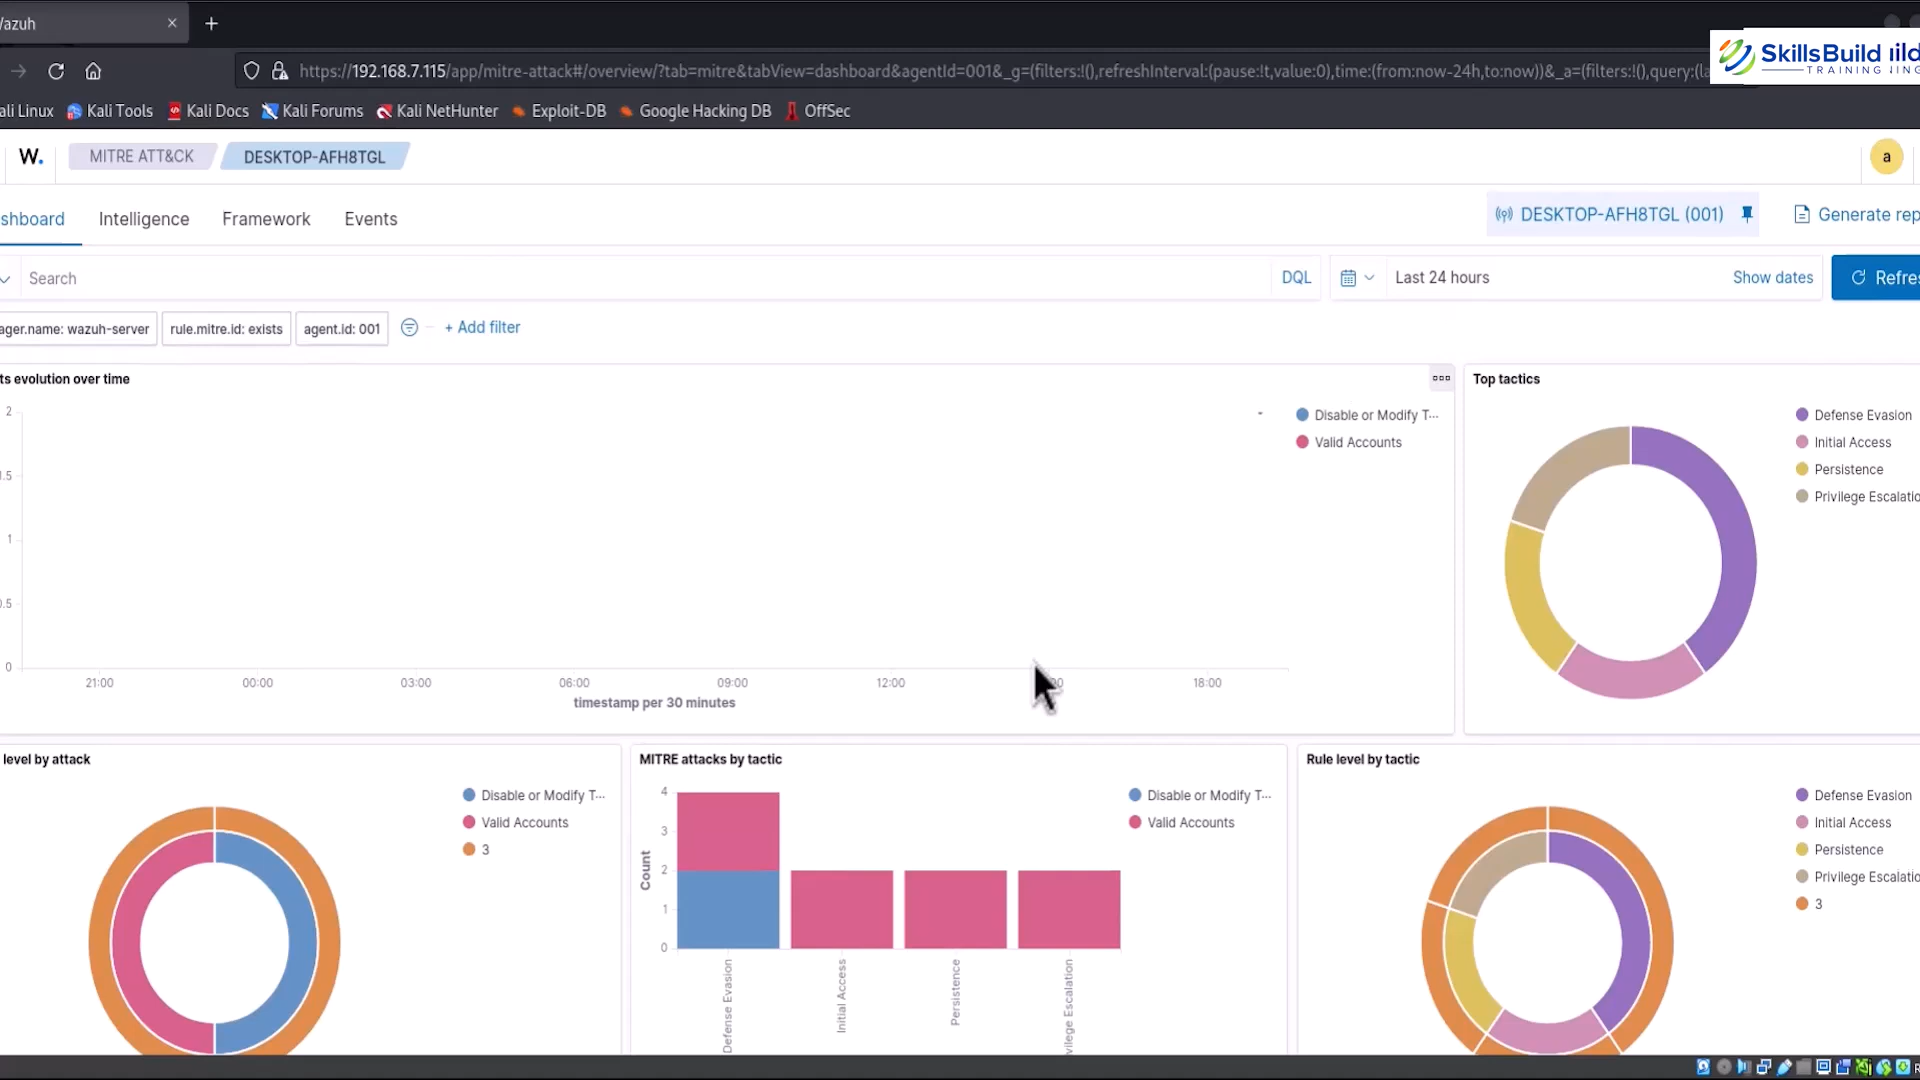 /azuh
https://192.168.7.115/app/mitre-attack#/overview/?tab=mitre&tabView=dashboard&agentId=001&_g=(filters:!(),refreshInterval:(pause:!t,value:0),time:(from:now-24h,to:now))&_a=(filters:!(),query:(la
SkillsBuild ild
TRAINING ING
ali Linux Kali Tools Kali Docs Kali Forums Kali NetHunter Exploit-DB Google Hacking DB OffSec
W. MITRE ATT&CK DESKTOP-AFH8TGL a
shboard Intelligence Framework Events DESKTOP-AFH8TGL (001) Generate rep
Search DQL Last 24 hours Show dates Refres
ager.name: wazuh-server rule.mitre.id: exists agent.id: 001 + Add filter
ts evolution over time
2
1.5
1
0.5
0
21:00 00:00 03:00 06:00 09:00 12:00 18:00
timestamp per 30 minutes
Disable or Modify T...
Valid Accounts
Top tactics
Defense Evasion
Initial Access
Persistence
Privilege Escalatio
level by attack
Disable or Modify T...
Valid Accounts
3
MITRE attacks by tactic
4
3
2
1
0
Count
Defense Evasion
Initial Access
Persistence
vilege Escalation
Disable or Modify T...
Valid Accounts
Rule level by tactic
Defense Evasion
Initial Access
Persistence
Privilege Escalatio
3